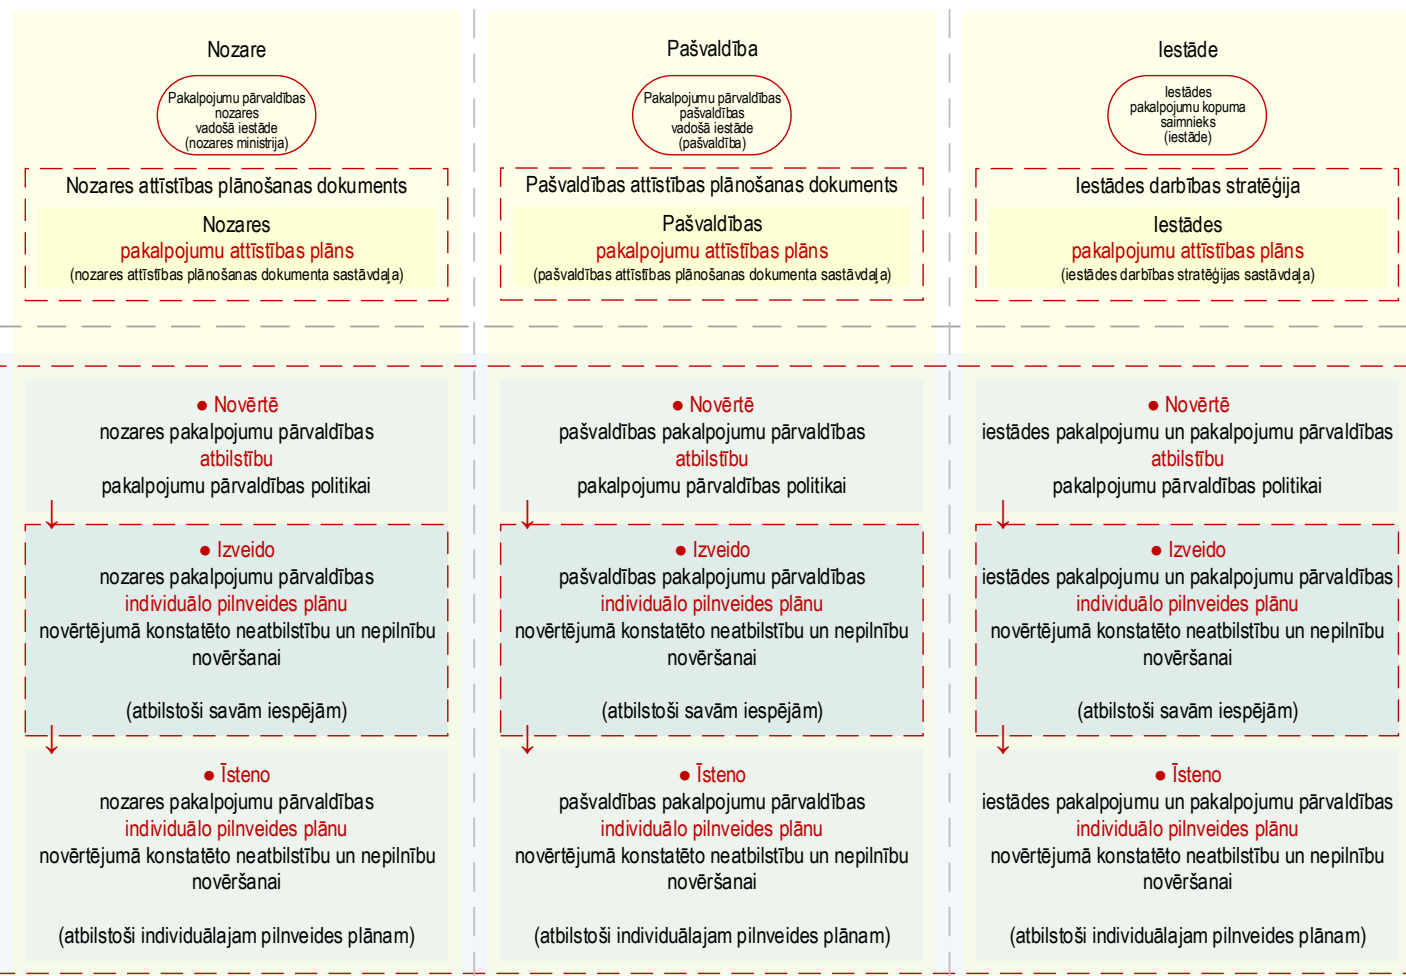 Nozare
Pakalpojumu pārvaldības
nozares
vadošā iestāde
(nozares ministrija)
Nozares attīstības plānošanas dokuments
Nozares
pakalpojumu attīstības plāns
(nozares attīstības plānošanas dokumenta sastāvdaļa)
● Novērtē
nozares pakalpojumu pārvaldības
atbilstību
pakalpojumu pārvaldības politikai
● Izveido
nozares pakalpojumu pārvaldības
individuālo pilnveides plānu
novērtējumā konstatēto neatbilstību un nepilnību
novēršanai
(atbilstoši savām iespējām)
● Īsteno
nozares pakalpojumu pārvaldības
individuālo pilnveides plānu
novērtējumā konstatēto neatbilstību un nepilnību
novēršanai
(atbilstoši individuālajam pilnveides plānam)
Pašvaldība
Pakalpojumu pārvaldības
pašvaldības
vadošā iestāde
(pašvaldība)
Pašvaldības attīstības plānošanas dokuments
Pašvaldības
pakalpojumu attīstības plāns
(pašvaldības attīstības plānošanas dokumenta sastāvdaļa)
● Novērtē
pašvaldības pakalpojumu pārvaldības
atbilstību
pakalpojumu pārvaldības politikai
● Izveido
pašvaldības pakalpojumu pārvaldības
individuālo pilnveides plānu
novērtējumā konstatēto neatbilstību un nepilnību
novēršanai
(atbilstoši savām iespējām)
● Īsteno
pašvaldības pakalpojumu pārvaldības
individuālo pilnveides plānu
novērtējumā konstatēto neatbilstību un nepilnību
novēršanai
(atbilstoši individuālajam pilnveides plānam)
Iestāde
Iestādes
pakalpojumu kopuma
saimnieks
(iestāde)
Iestādes darbības stratēģija
Iestādes
pakalpojumu attīstības plāns
(iestādes darbības stratēģijas sastāvdaļa)
● Novērtē
iestādes pakalpojumu un pakalpojumu pārvaldības
atbilstību
pakalpojumu pārvaldības politikai
● Izveido
iestādes pakalpojumu un pakalpojumu pārvaldības
individuālo pilnveides plānu
novērtējumā konstatēto neatbilstību un nepilnību
novēršanai
(atbilstoši savām iespējām)
● Īsteno
iestādes pakalpojumu un pakalpojumu pārvaldības
individuālo pilnveides plānu
novērtējumā konstatēto neatbilstību un nepilnību
novēršanai
(atbilstoši individuālajam pilnveides plānam)